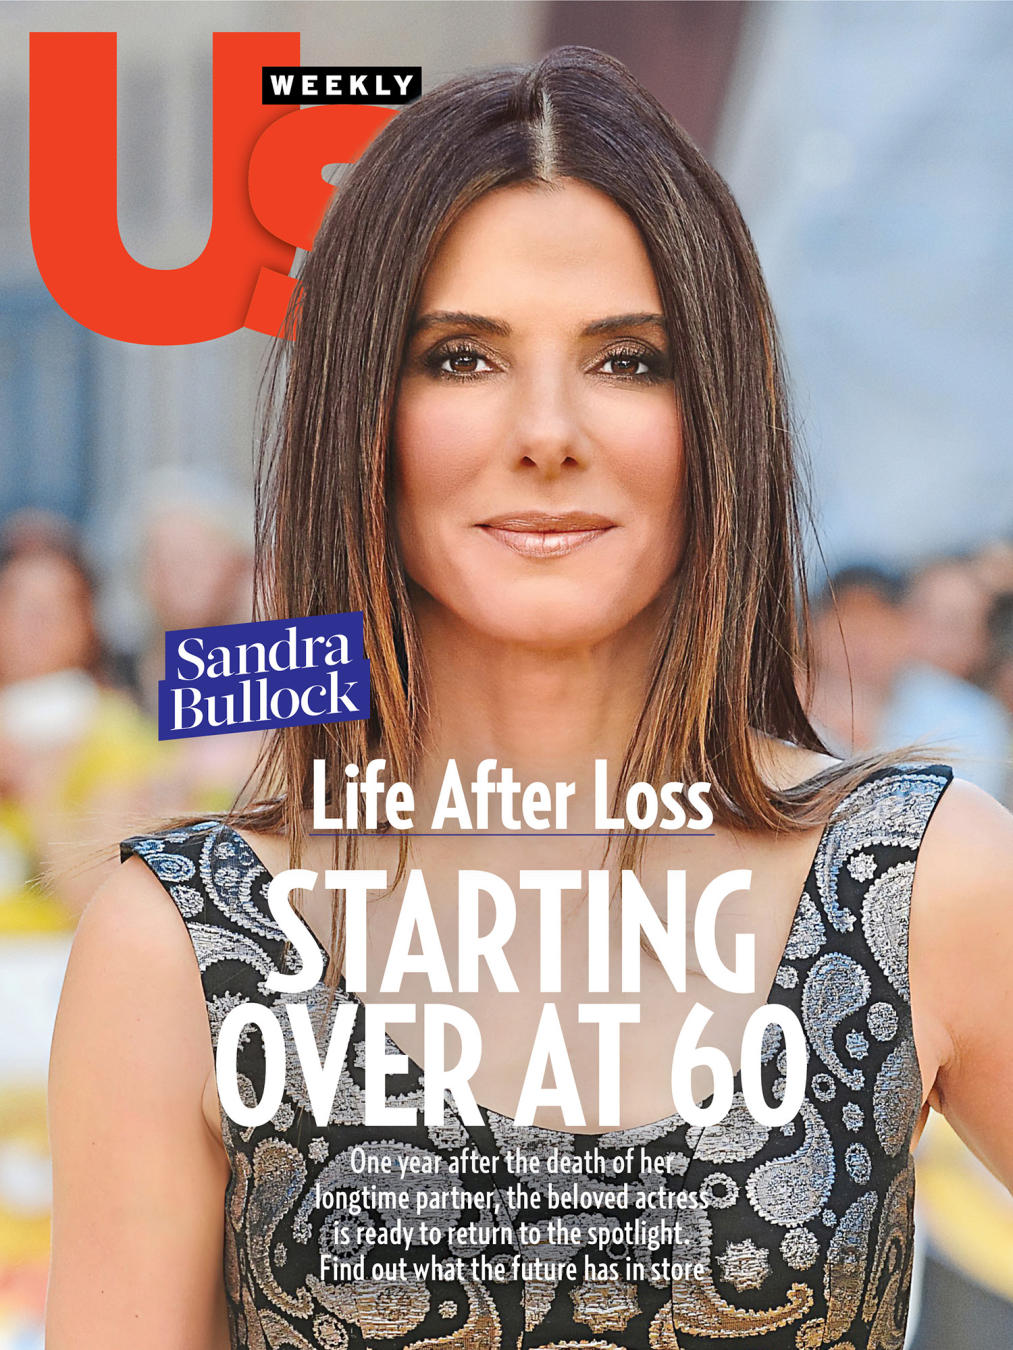 Us
WEEKLY
Sandra
Bullock
Life After Loss
STARTING
OVER AT 60
One year after the death of her
longtime partner, the beloved actress
is ready to return to the spotlight.
Find out what the future has in store